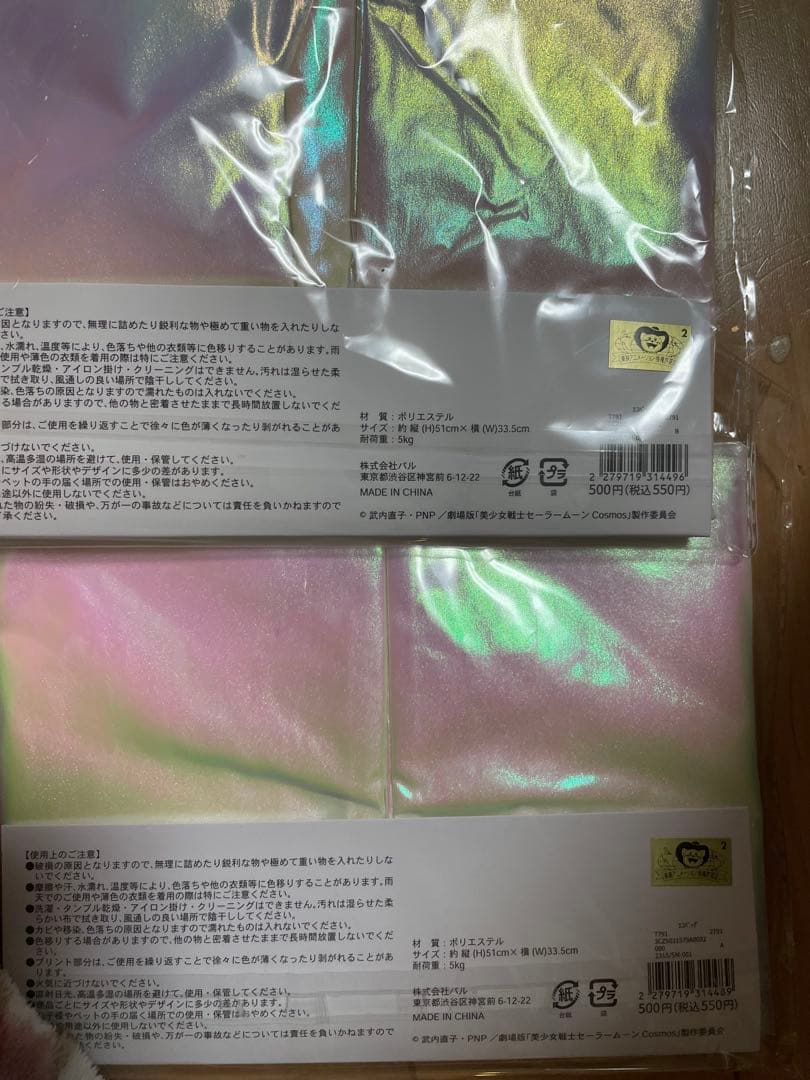 ご注意】
因となりますので、無理に詰めたり鋭利な物や極めて重い物を入れたりしな
さい。
、水濡れ、温度等により、色落ちや他の衣類等に色移りすることがあります。雨
使用や薄色の衣類を着用の際は特にご注意ください。
ンブル乾燥・アイロン掛け・クリーニングはできません。汚れは湿らせた柔
で拭き取り、風通しの良い場所で陰干ししてください。
染、色落ちの原因となりますので濡れたものは入れないでください。
る場合がありますので、他の物と密着させたままで長時間放置しないでくだ
部分は、ご使用を繰り返すことで徐々に色が薄くなったり剥がれることがあ
づけないでください。
、高温多湿の場所を避けて、使用・保管してください。
にサイズや形状やデザインに多少の差があります。
ペットの手の届く場所での使用・保管はおやめください。
途以外に使用しないでください。
れた物の紛失・破損や、万が一の事故などについては責任を負いかねますので
了承ください。
材 質：ポリエステル
サイズ：約 縦(H)51cm× 横(W)33.5cm
耐荷重：5kg
株式会社パル
東京都渋谷区神宮前 6-12-22
MADE IN CHINA
紙
台紙
プラ
袋
2
7791
2791
B
2 279719 314496
500円(税込550円)
© 武内直子・PNP ／劇場版「美少女戦士セーラームーン Cosmos」製作委員会
【使用上のご注意】
●破損の原因となりますので、無理に詰めたり鋭利な物や極めて重い物を入れたりしな
いでください。
●摩擦や汗、水濡れ、温度等により、色落ちや他の衣類等に色移りすることがあります。雨
天でのご使用や薄色の衣類を着用の際は特にご注意ください。
●洗濯・タンブル乾燥・アイロン掛け・クリーニングはできません。汚れは湿らせた柔
らかい布で拭き取り、風通しの良い場所で陰干ししてください。
●カビや移染、色落ちの原因となりますので濡れたものは入れないでください。
●色移りする場合がありますので、他の物と密着させたままで長時間放置しないでくだ
さい。
●プリント部分は、ご使用を繰り返すことで徐々に色が薄くなったり剥がれることがあ
ります。
●火気に近づけないでください。
●直射日光、高温多湿の場所を避けて、使用・保管してください。
商品ごとにサイズや形状やデザインに多少の差があります。
子様やペットの手の届く場所での使用・保管はおやめください。
用途以外に使用しないでください。
れた物の紛失・破損や、万が一の事故などについては責任を負いかねますので
ください。
材 質：ポリエステル
サイズ：約 縦(H)51cm× 横(W)33.5cm
耐荷重：5kg
株式会社パル
東京都渋谷区神宮前 6-12-22
MADE IN CHINA
紙
台紙
プラ
袋
2
エコバッグ
7791
2791
000
A
2315/SM-001
2 279719 314489
500円(税込550円)
© 武内直子・PNP ／劇場版「美少女戦士セーラームーン Cosmos」製作委員会